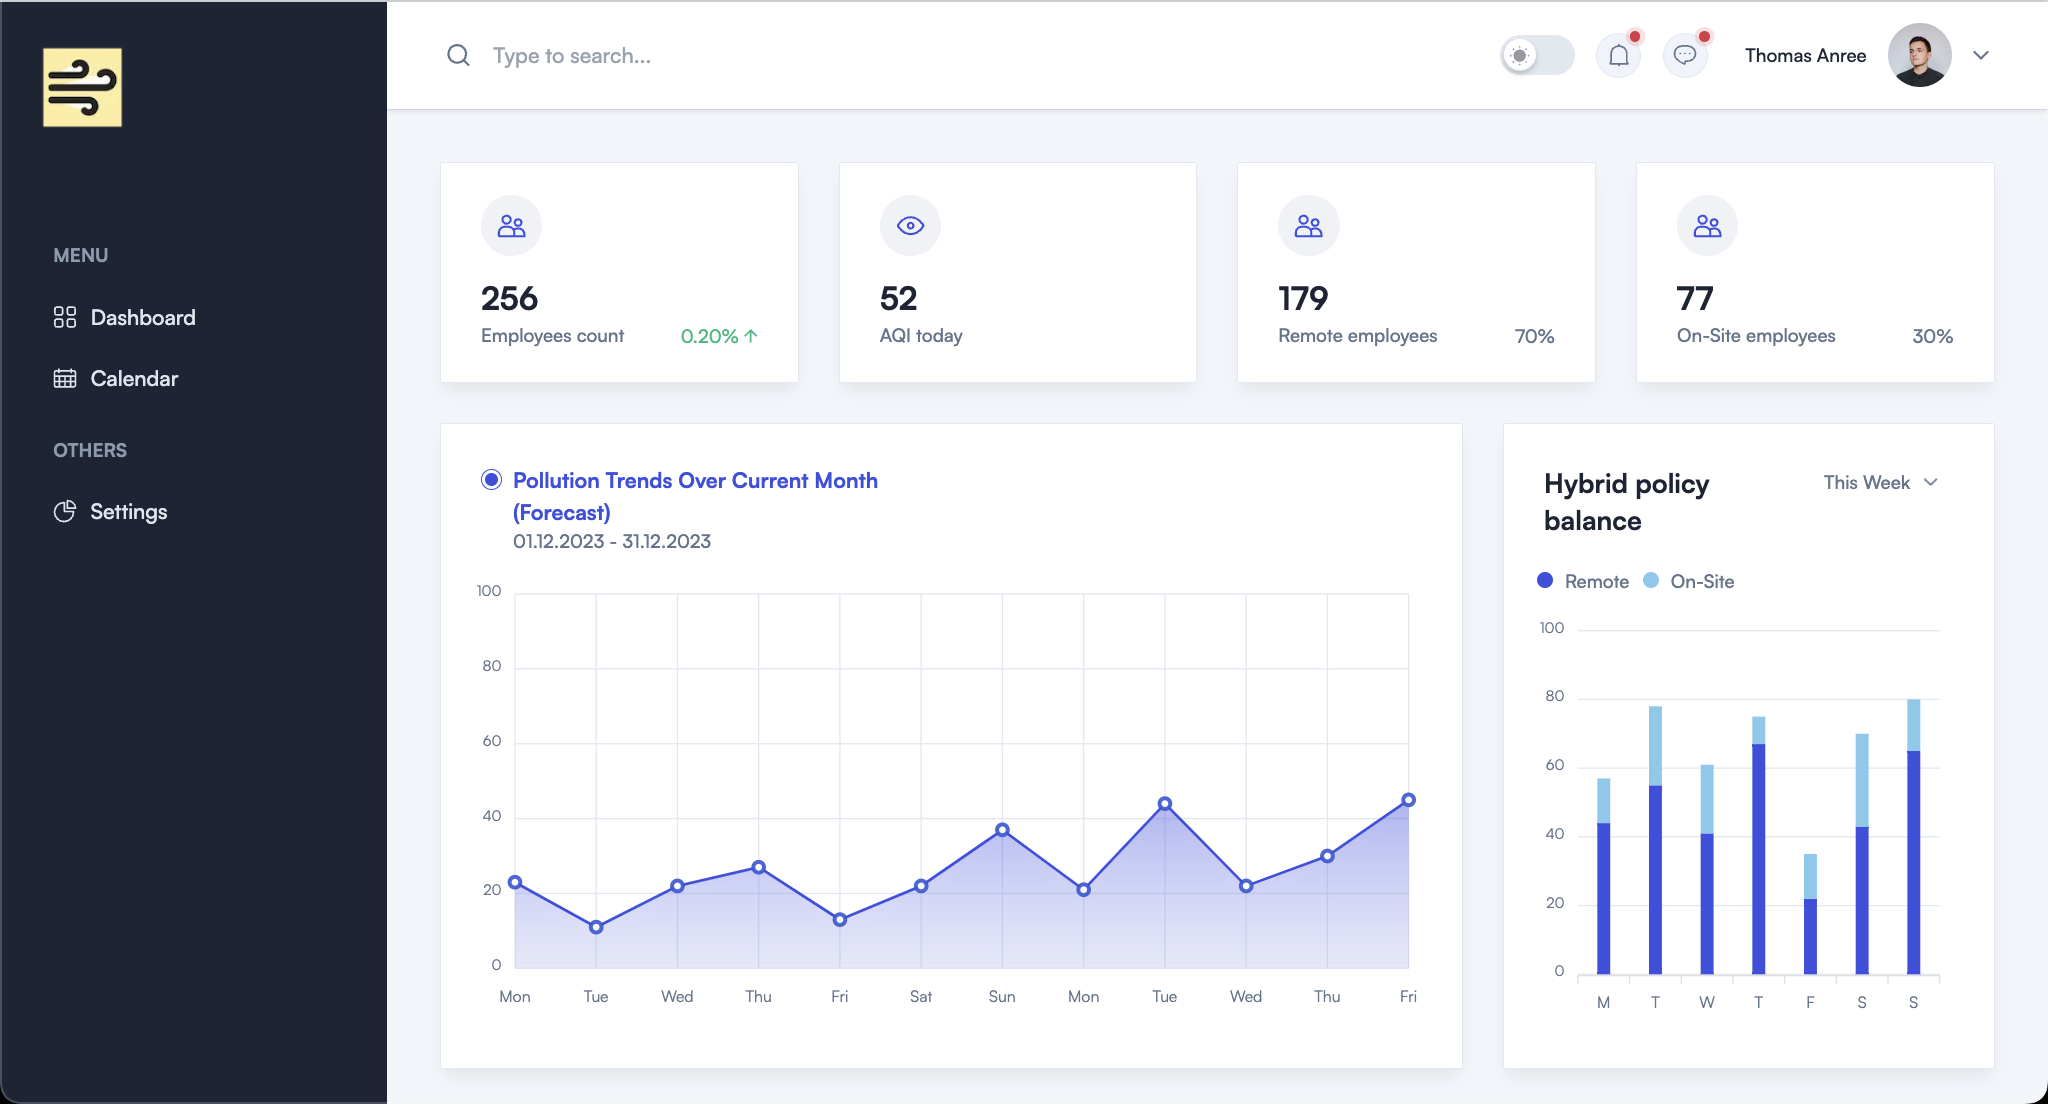 Type to search...
Thomas Anree
MENU
Dashboard
Calendar
OTHERS
Settings
256
Employees count 0.20%
52
AQI today
179
Remote employees 70%
77
On-Site employees 30%
Pollution Trends Over Current Month
(Forecast)
01.12.2023 - 31.12.2023
100
80
60
40
20
0
Mon Tue Wed Thu Fri Sat Sun Mon Tue Wed Thu Fri
Hybrid policy
balance
This Week
Remote On-Site
100
80
60
40
20
0
M T W T F S S